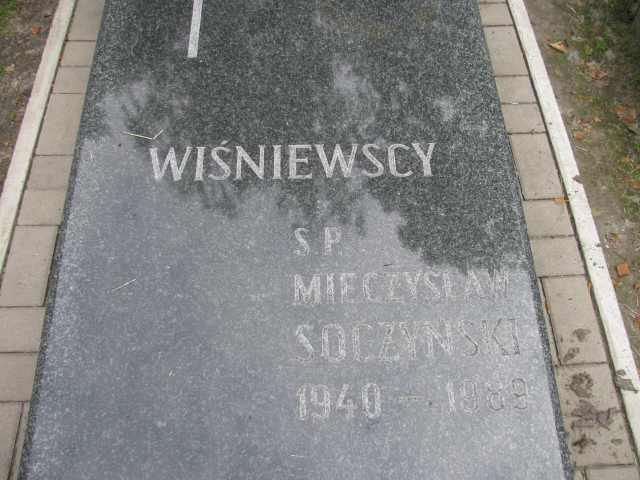 WIŚNIEWSCY
Ś.P.
MIECZYSŁAW
SOCZYŃSKI
1940 — 1989